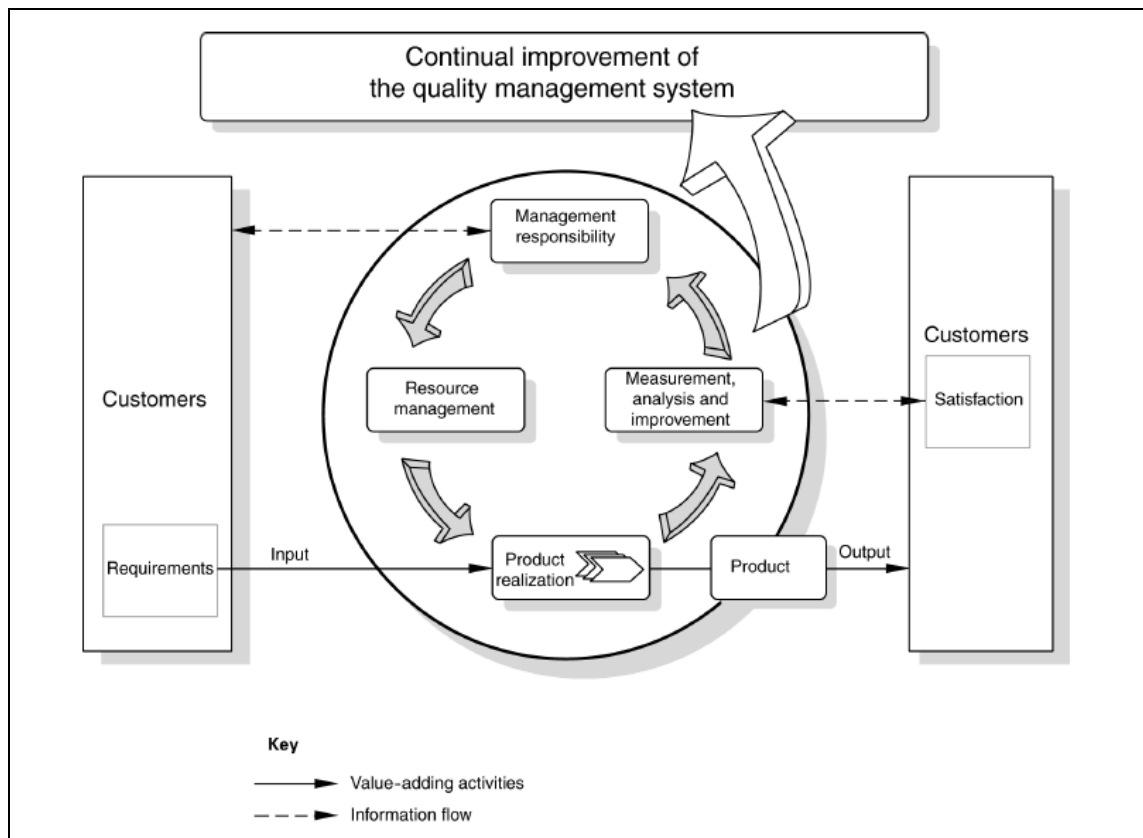 Continual improvement of
the quality management system
Management
responsibility
Customers
Customers
Resource
management
Measurement,
analysis and
improvement
Satisfaction
Requirements
Input
Product
realization
Product
Output
Key
Value-adding activities
Information flow